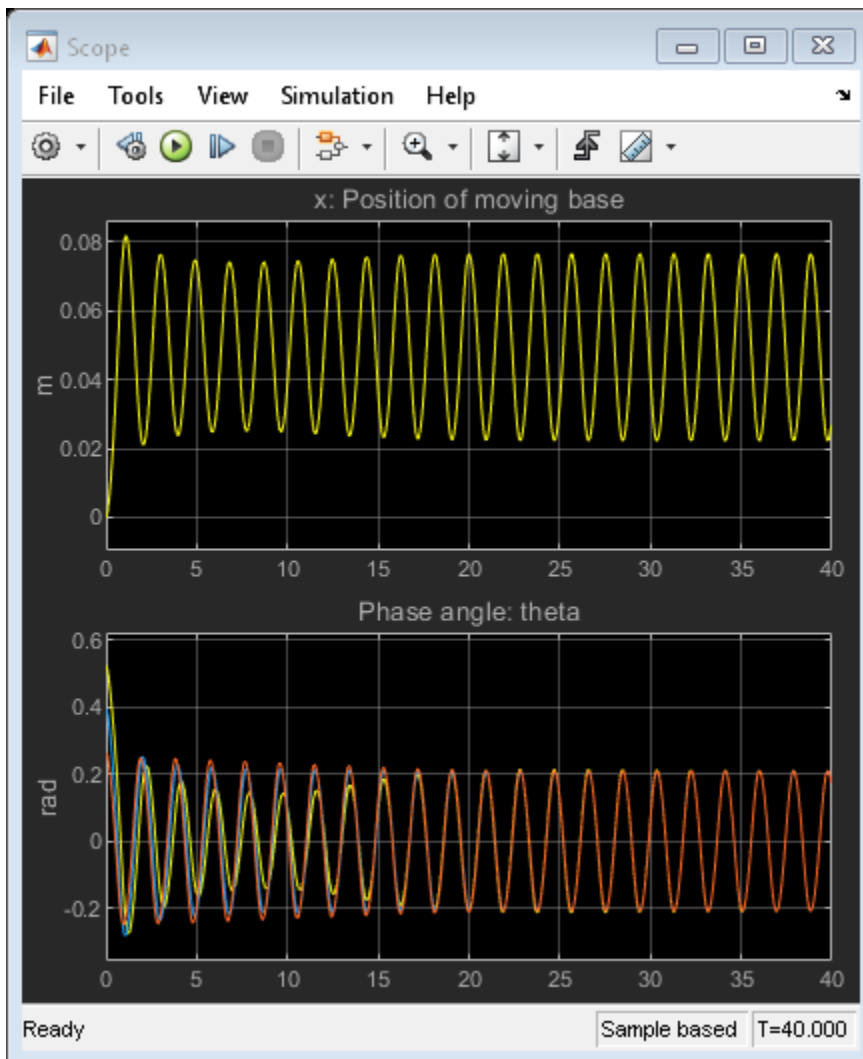 Scope
File Tools View Simulation Help
x: Position of moving base
m
0.08
0.06
0.04
0.02
0
0 5 10 15 20 25 30 35 40
Phase angle: theta
rad
0.6
0.4
0.2
0
-0.2
0 5 10 15 20 25 30 35 40
Ready Sample based T=40.000